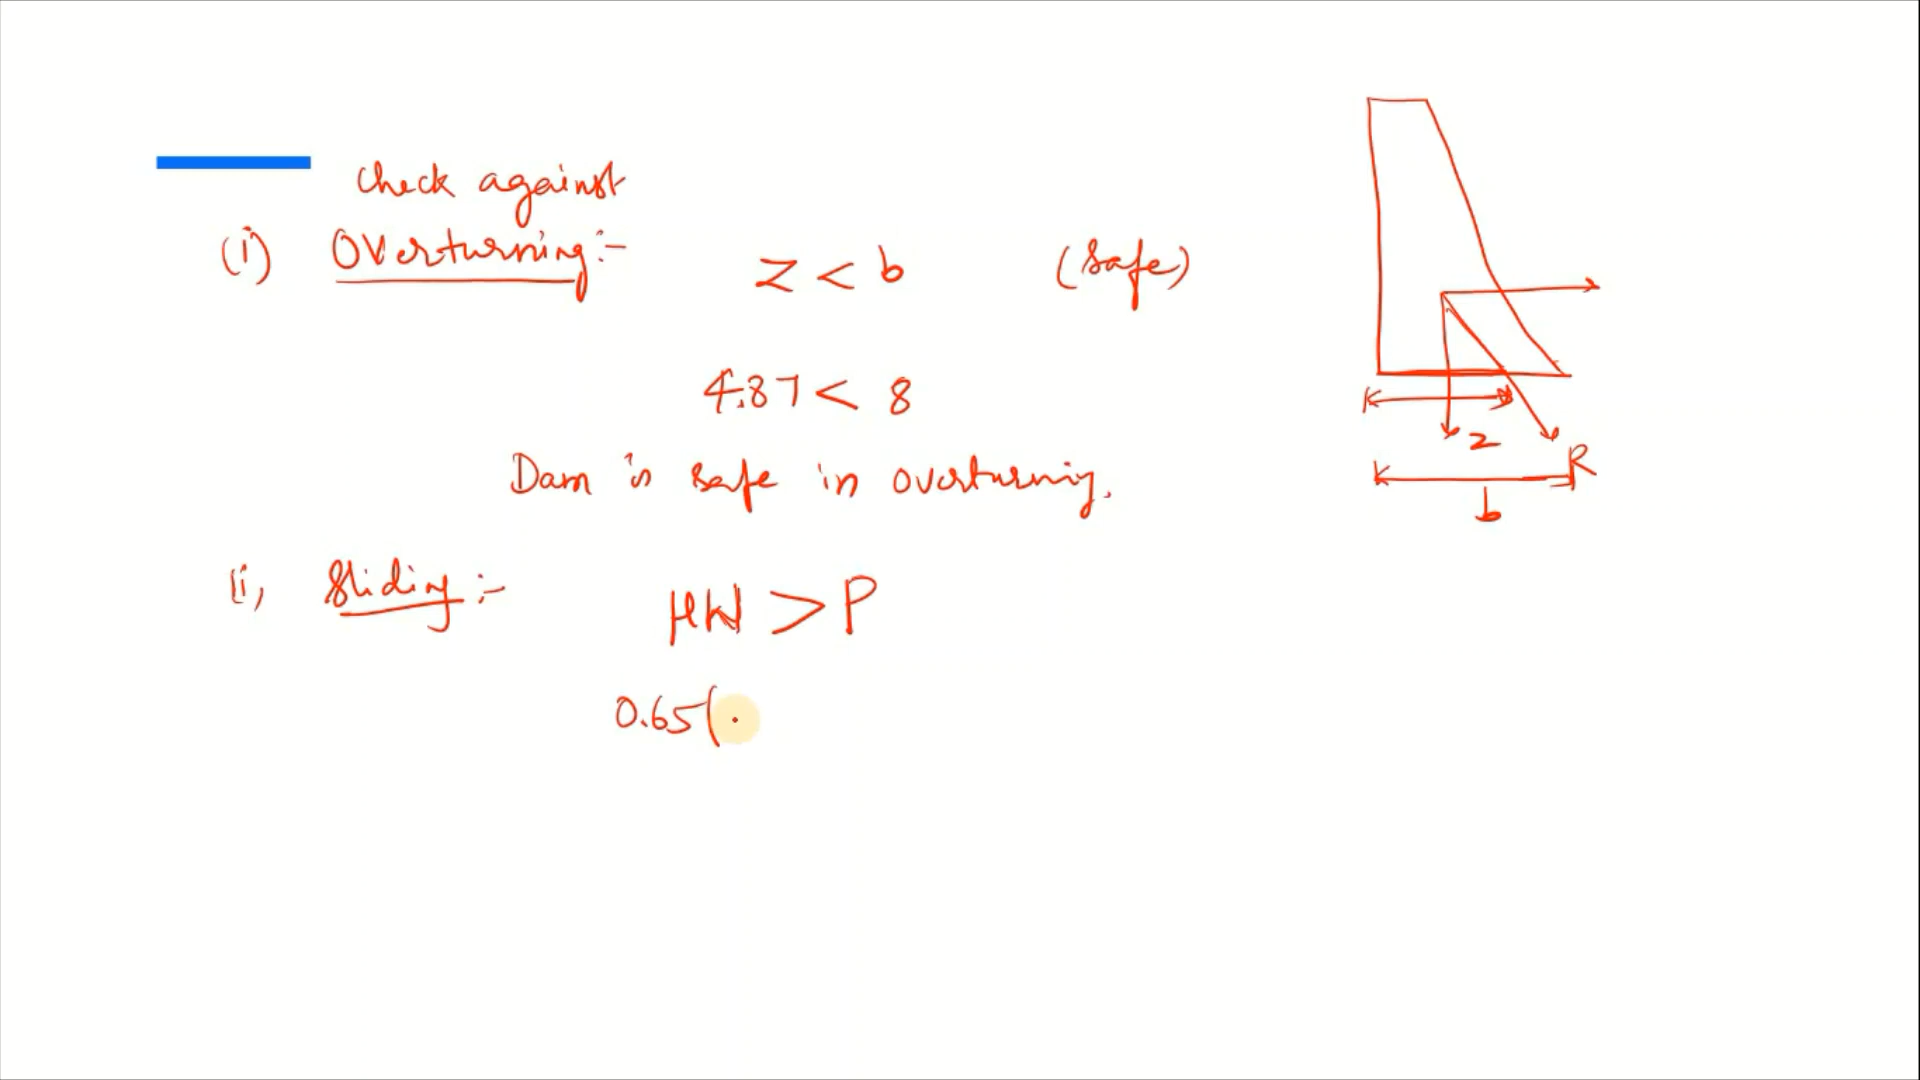 Check against
(i) Overturning:- Z < b (Safe)
4.87 < 8
Dam is safe in overturning.
ii, Sliding :- μW > P
0.65(
Z
R
b